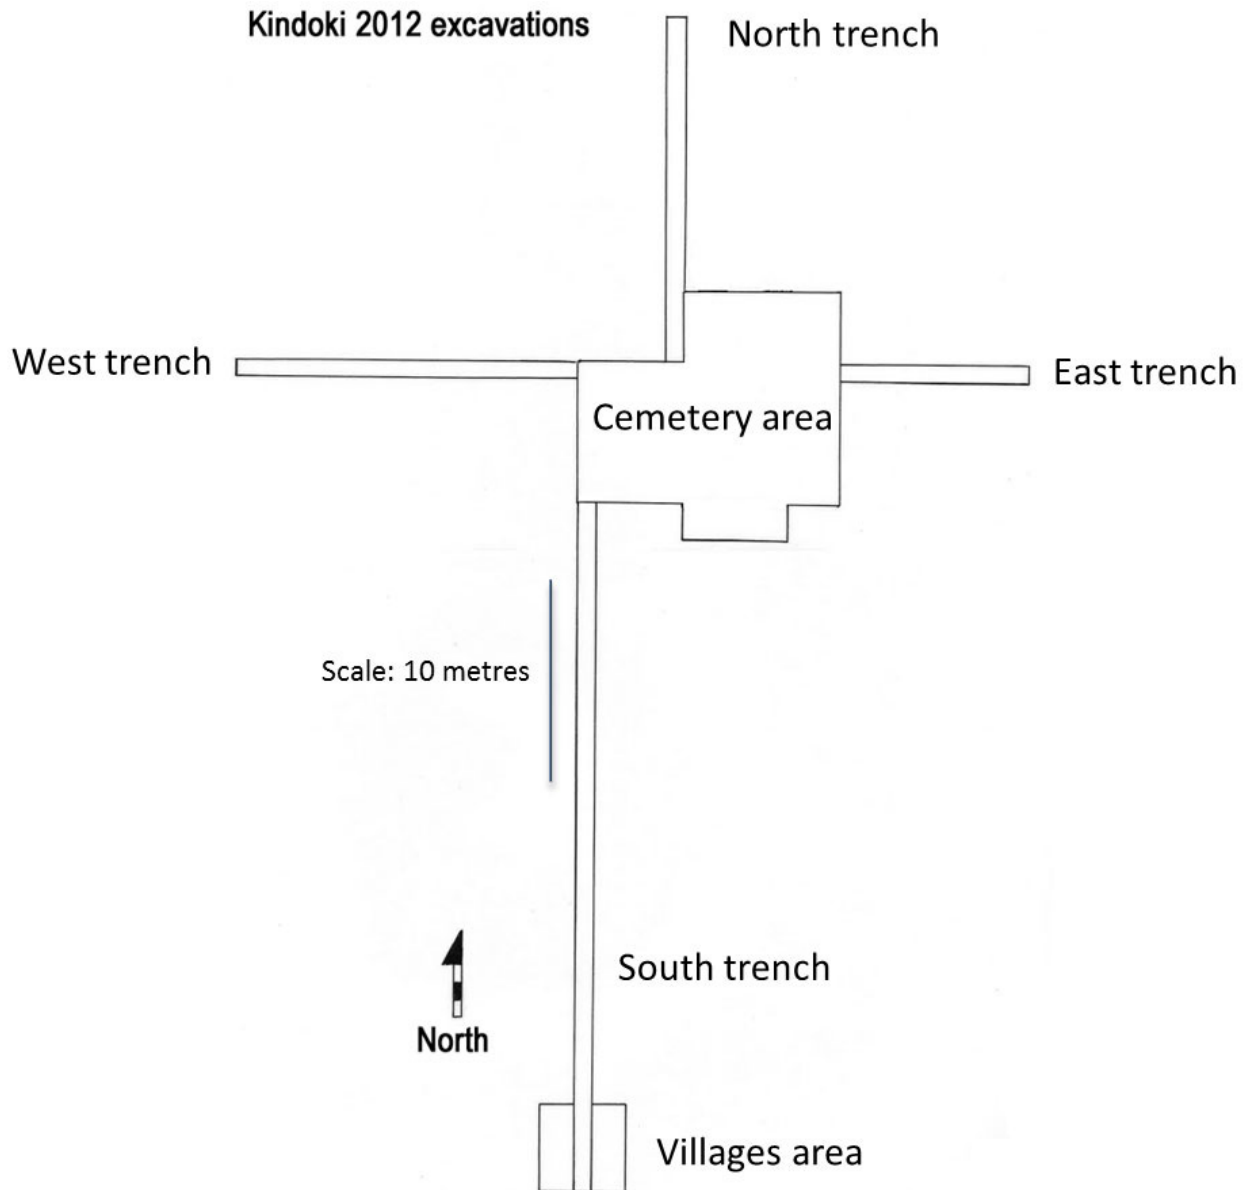 Kindoki 2012 excavations
North trench
West trench
East trench
Cemetery area
Scale: 10 metres
South trench
North
Villages area